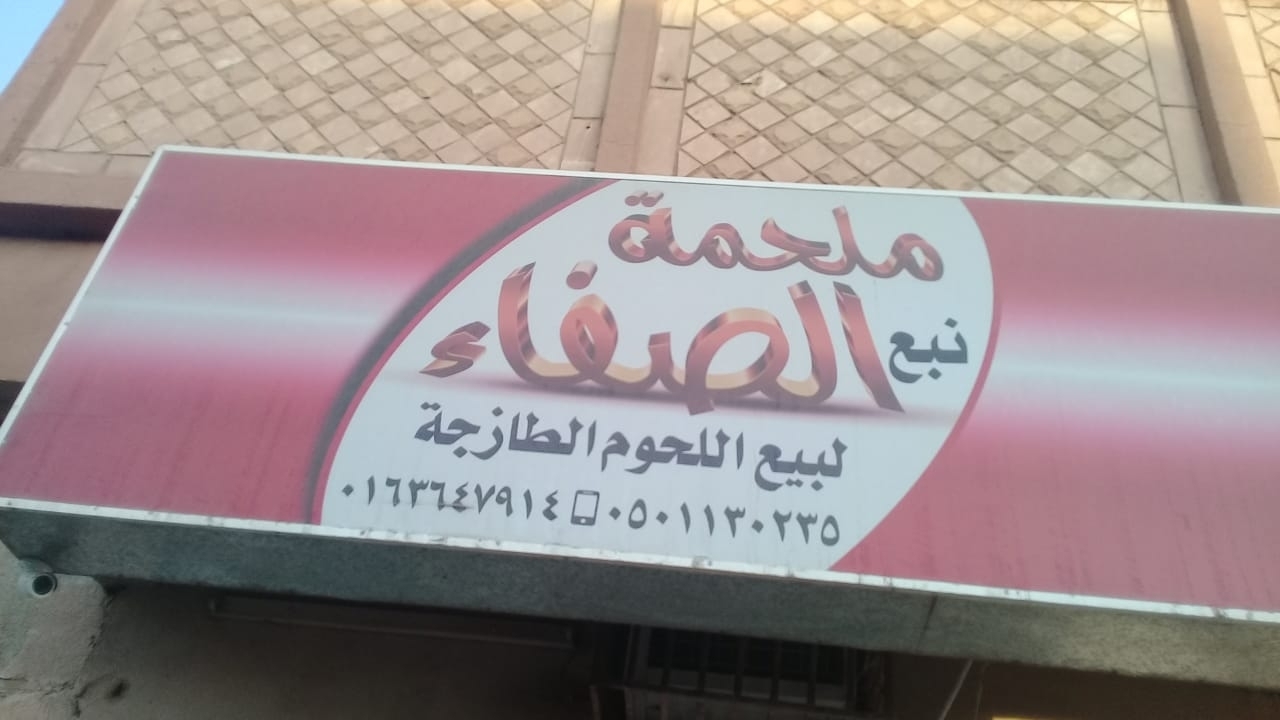 ملحمة
نبع الصفاء
لبيع اللحوم الطازجة
٠١٦٣٦٤٧٩١٤ ٠٥٠١١٣٠٢٣٥